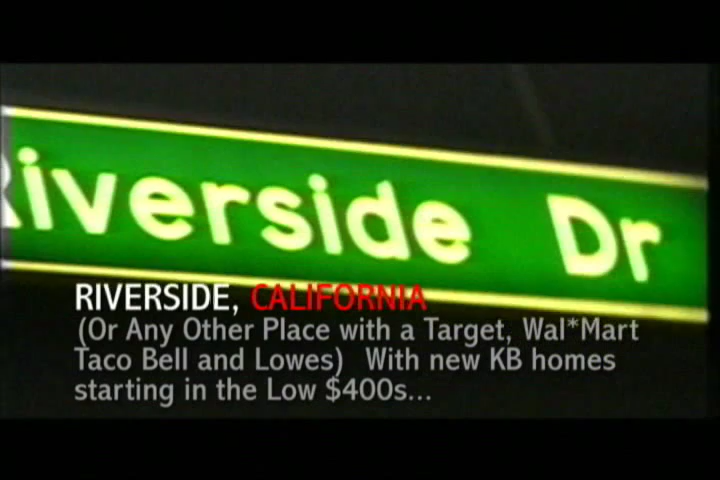 Riverside Dr
RIVERSIDE, CALIFORNIA
(Or Any Other Place with a Target, Wal*Mart
Taco Bell and Lowes) With new KB homes
starting in the Low $400s...